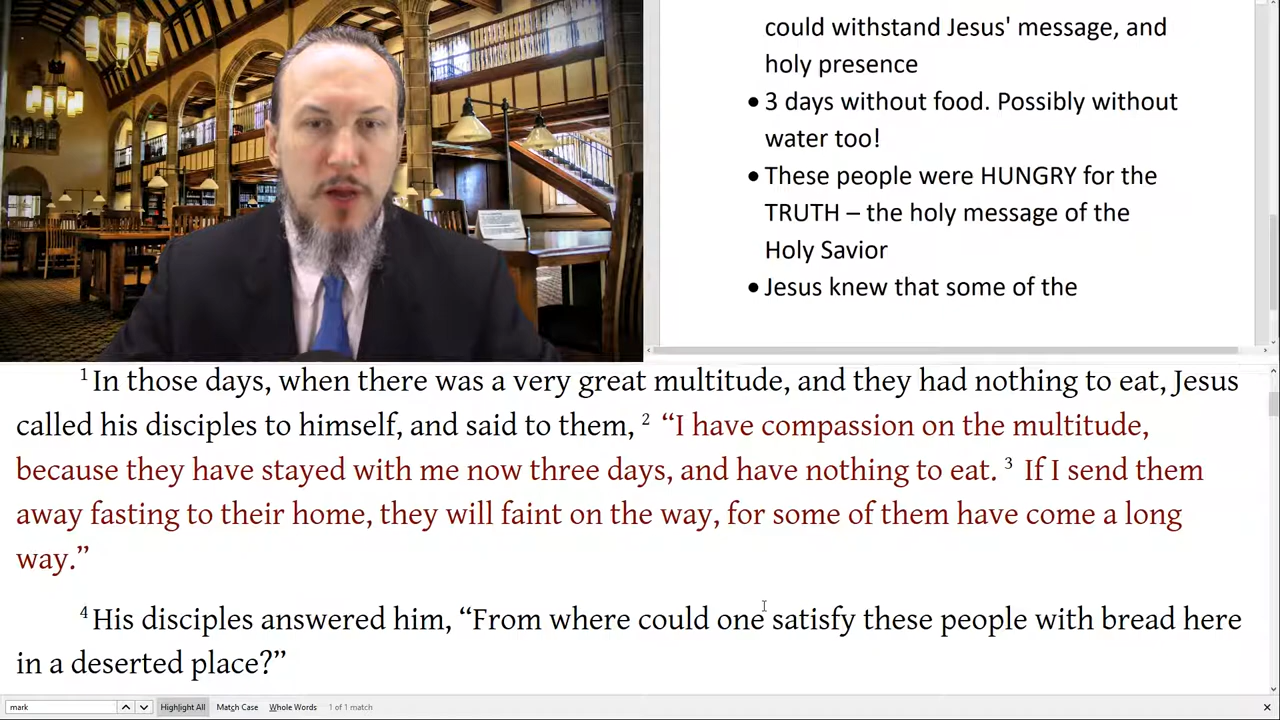 could withstand Jesus' message, and
holy presence
• 3 days without food. Possibly without
water too!
• These people were HUNGRY for the
TRUTH – the holy message of the
Holy Savior
• Jesus knew that some of the
1 In those days, when there was a very great multitude, and they had nothing to eat, Jesus
called his disciples to himself, and said to them, 2 “I have compassion on the multitude,
because they have stayed with me now three days, and have nothing to eat. 3 If I send them
away fasting to their home, they will faint on the way, for some of them have come a long
way.”
4 His disciples answered him, “From where could one satisfy these people with bread here
in a deserted place?”
mark Highlight All Match Case Whole Words 1 of 1 match